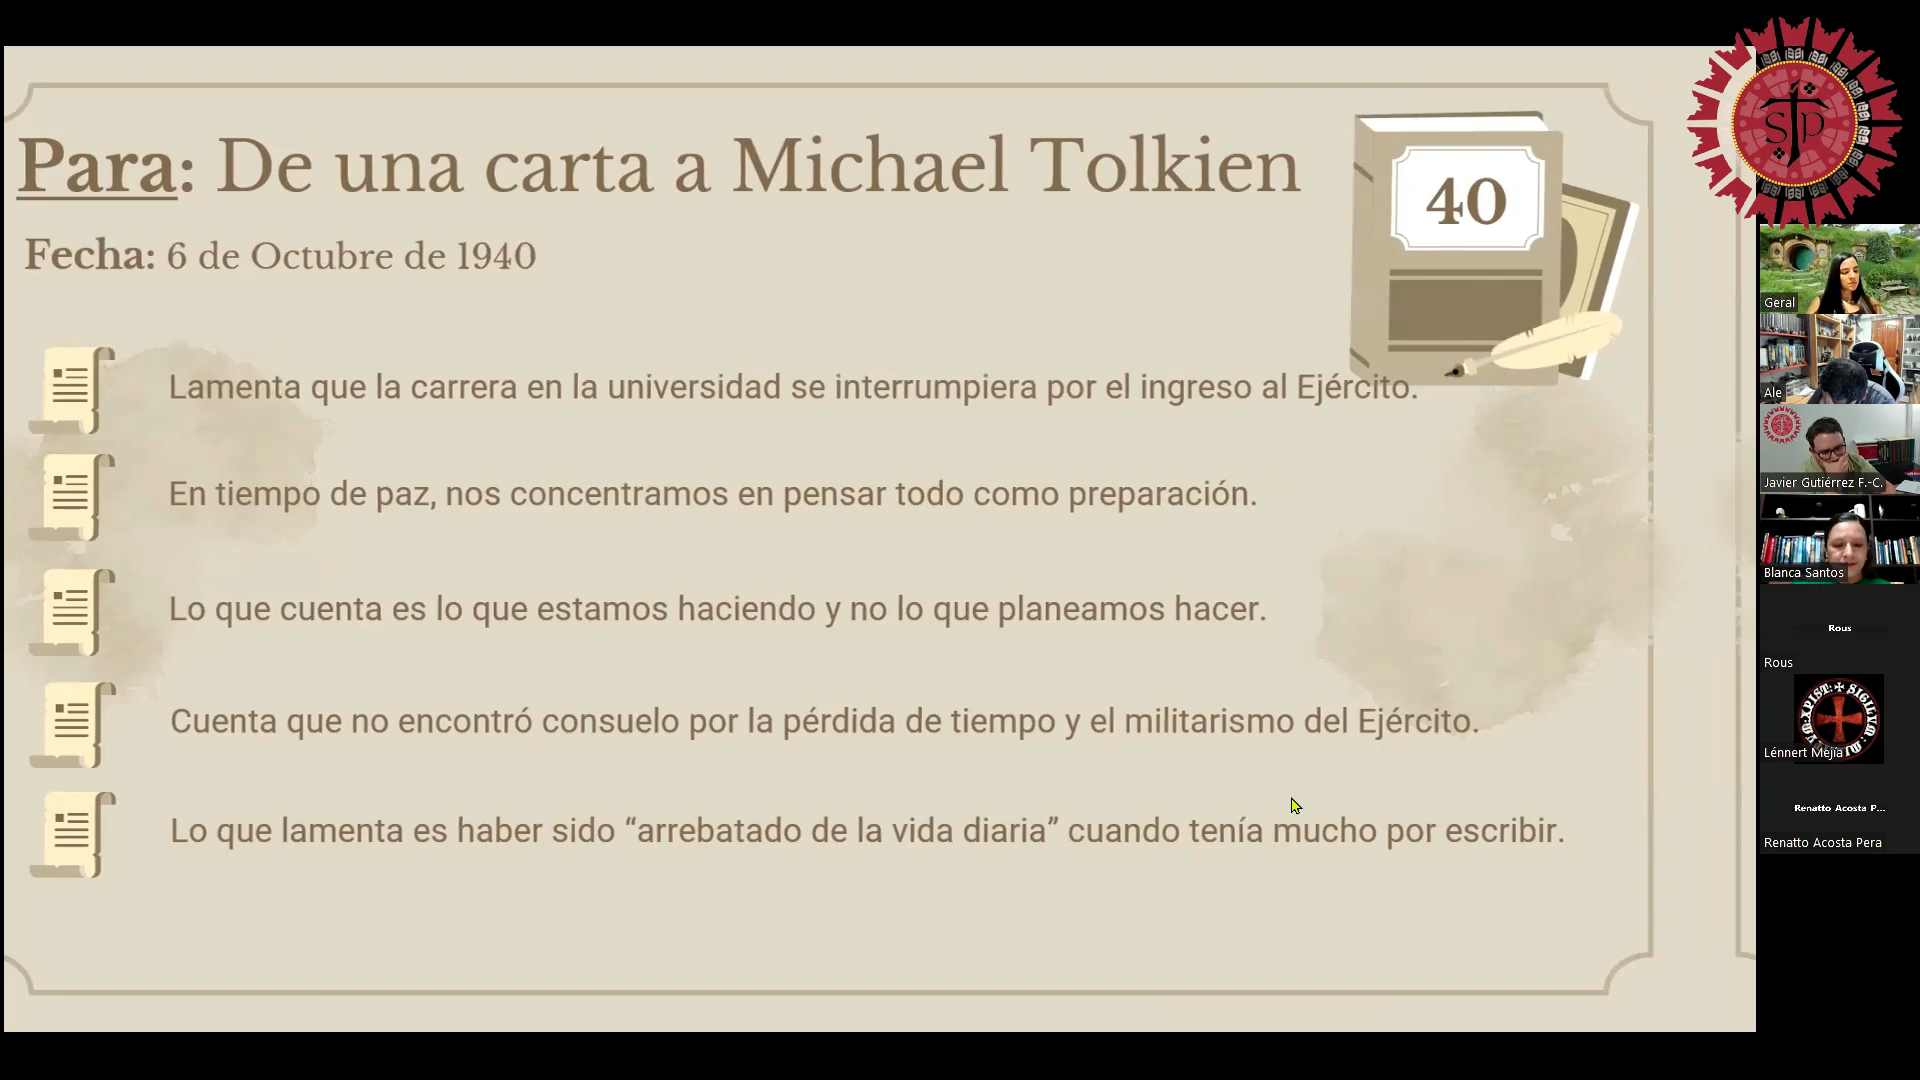 Para: De una carta a Michael Tolkien
Fecha: 6 de Octubre de 1940
40
Lamenta que la carrera en la universidad se interrumpiera por el ingreso al Ejército.
En tiempo de paz, nos concentramos en pensar todo como preparación.
Lo que cuenta es lo que estamos haciendo y no lo que planeamos hacer.
Cuenta que no encontró consuelo por la pérdida de tiempo y el militarismo del Ejército.
Lo que lamenta es haber sido “arrebatado de la vida diaria” cuando tenía mucho por escribir.
STP
Geral
Ale
Javier Gutiérrez F.-C.
Blanca Santos
Rous
Rous
Lénnert Mejía
Renatto Acosta P...
Renatto Acosta Pera